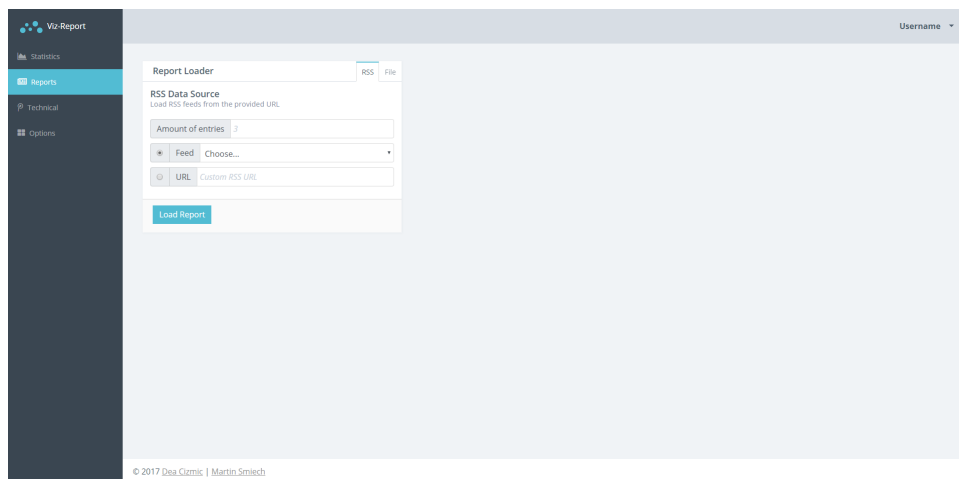 Viz-Report
Username
Statistics
Reports
Technical
Options
Report Loader
RSS File
RSS Data Source
Load RSS feeds from the provided URL
Amount of entries 3
Feed Choose...
URL Custom RSS URL
Load Report
© 2017 Dea Cizmic | Martin Smiech